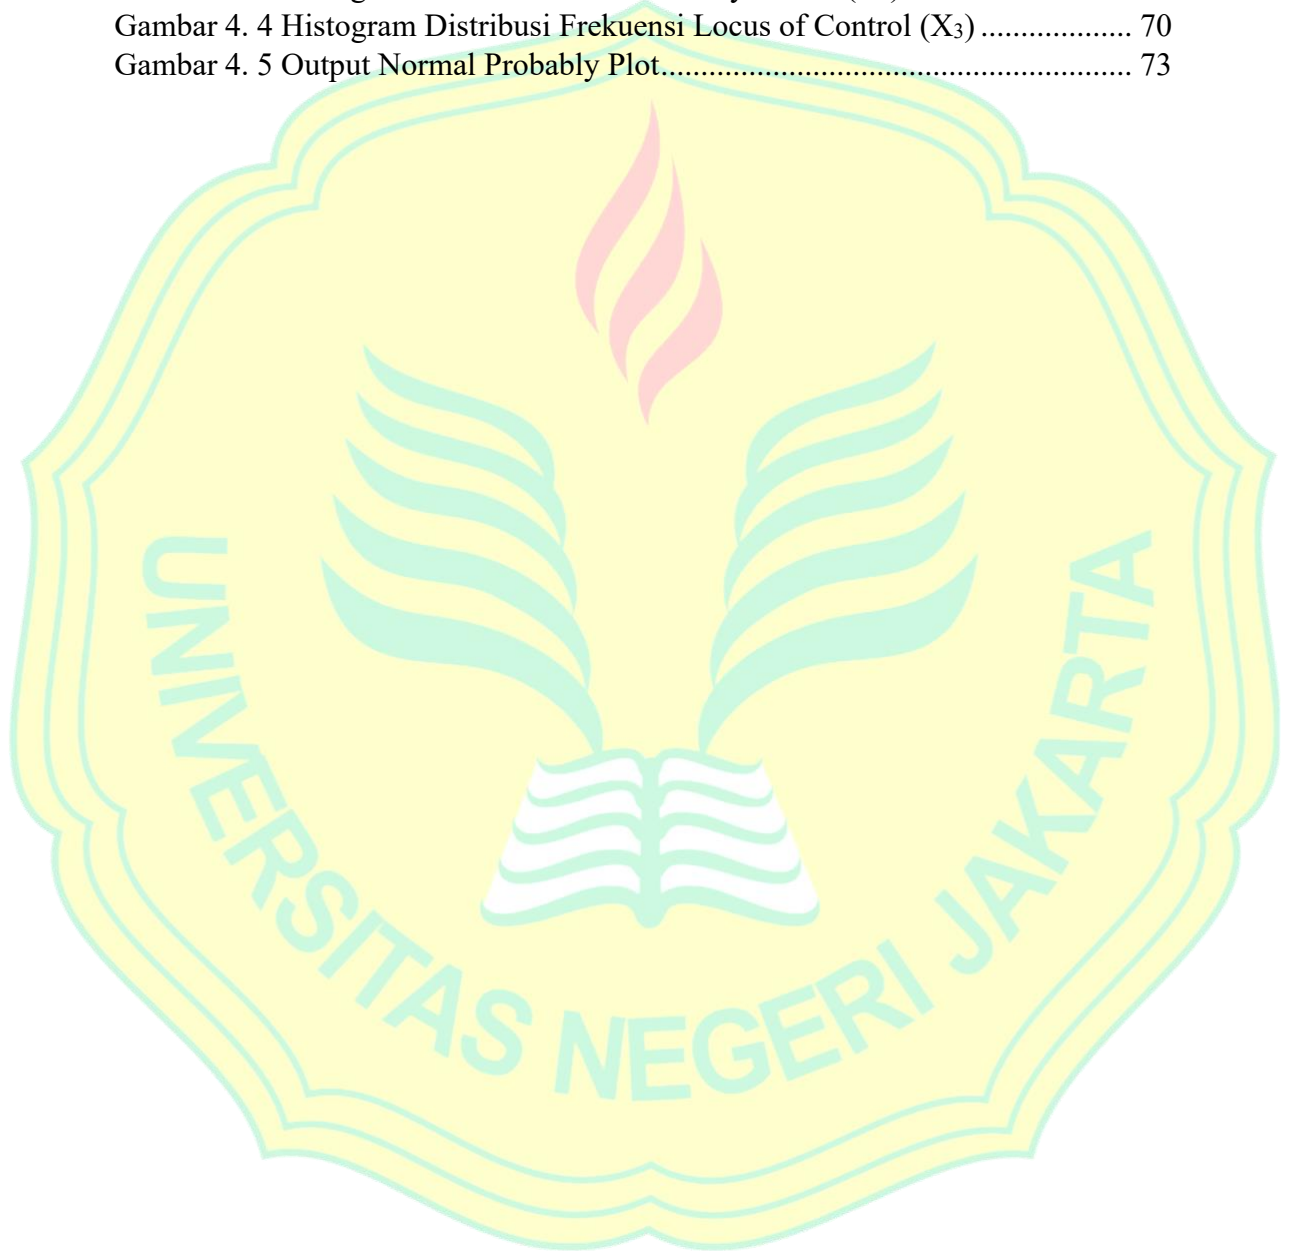 Gambar 4. 4 Histogram Distribusi Frekuensi Locus of Control (X₃) .................. 70
Gambar 4. 5 Output Normal Probably Plot........................................................ 73
UNIVERSITAS NEGERI JAKARTA